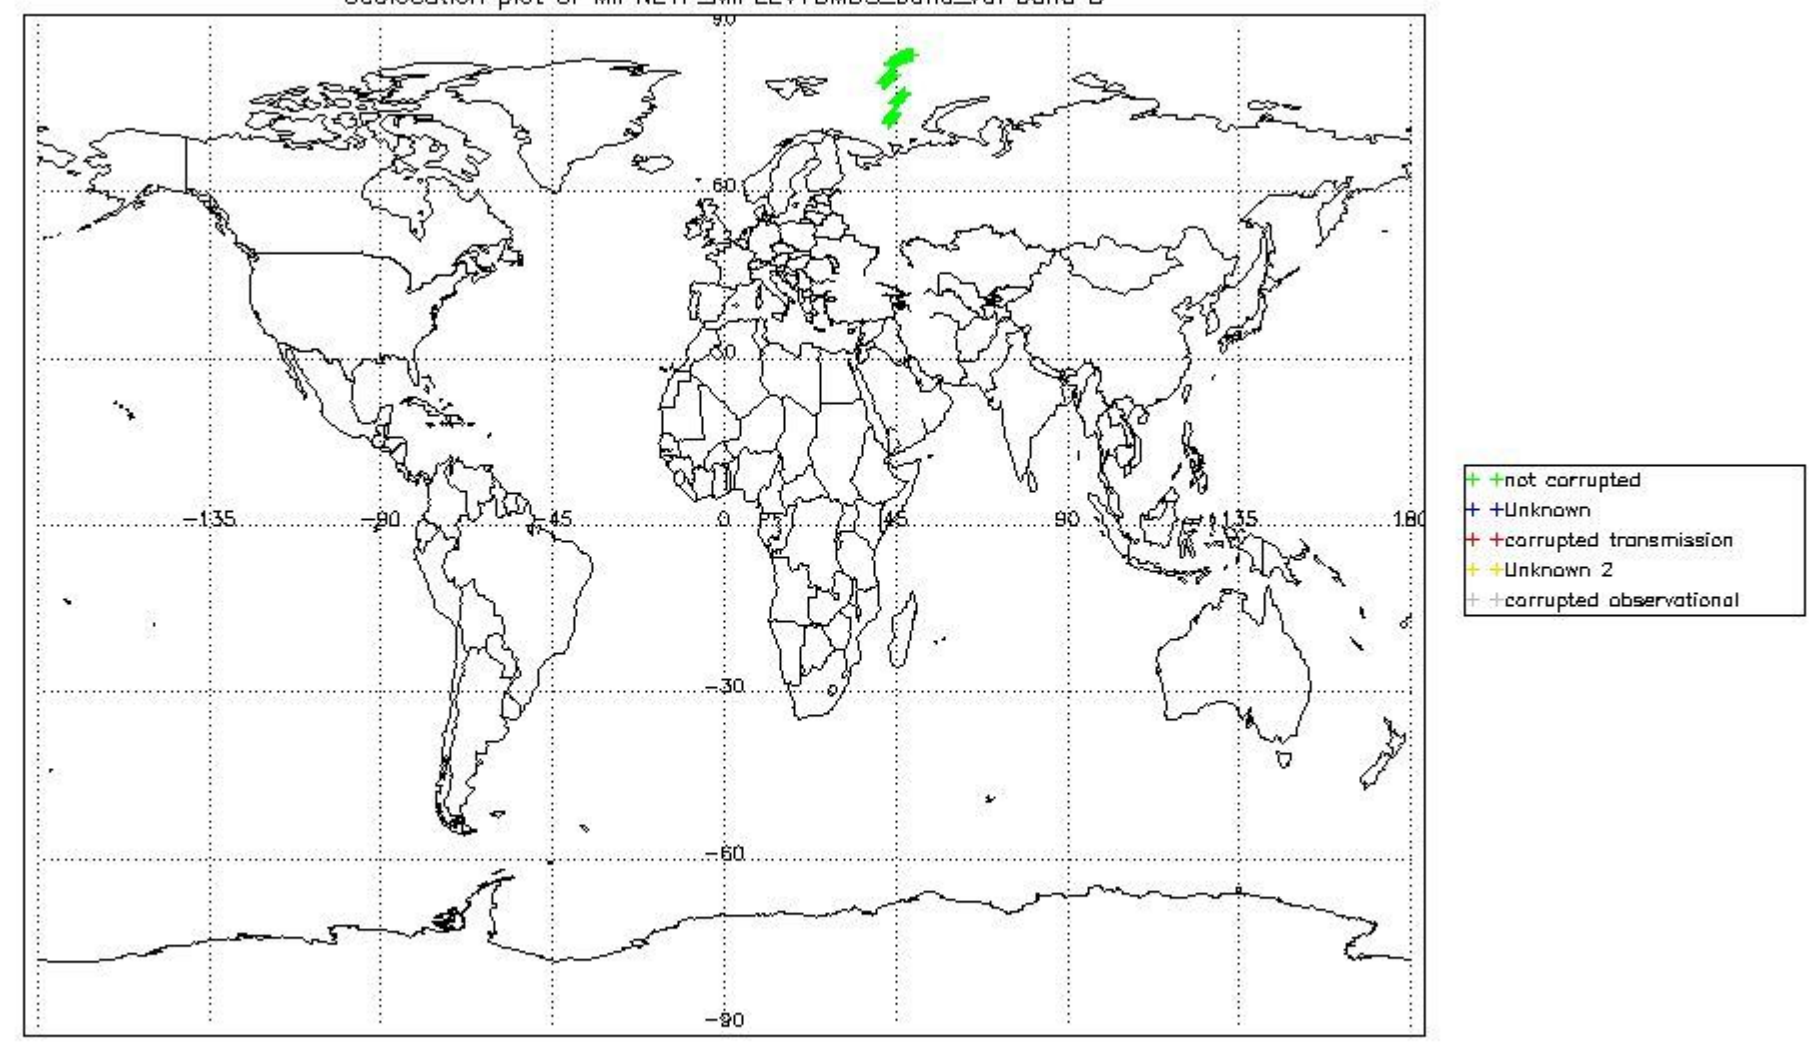 90
60
30
-135 -90 -45 0 45 90 135 180
-30
-60
-90
not corrupted
Unknown
corrupted transmission
Unknown 2
corrupted observational